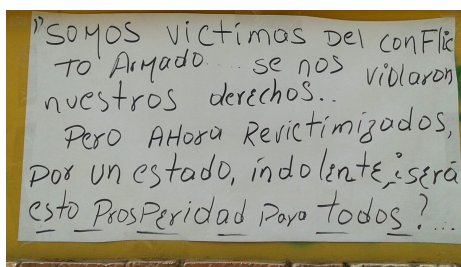 "Somos victimas Del conFlic
To Armado.... se nos violaron
nuestros derechos..
Pero AHora Revictimizados,
por un estado, indolente, ¿será
esto ProsPeridad Para todos?...